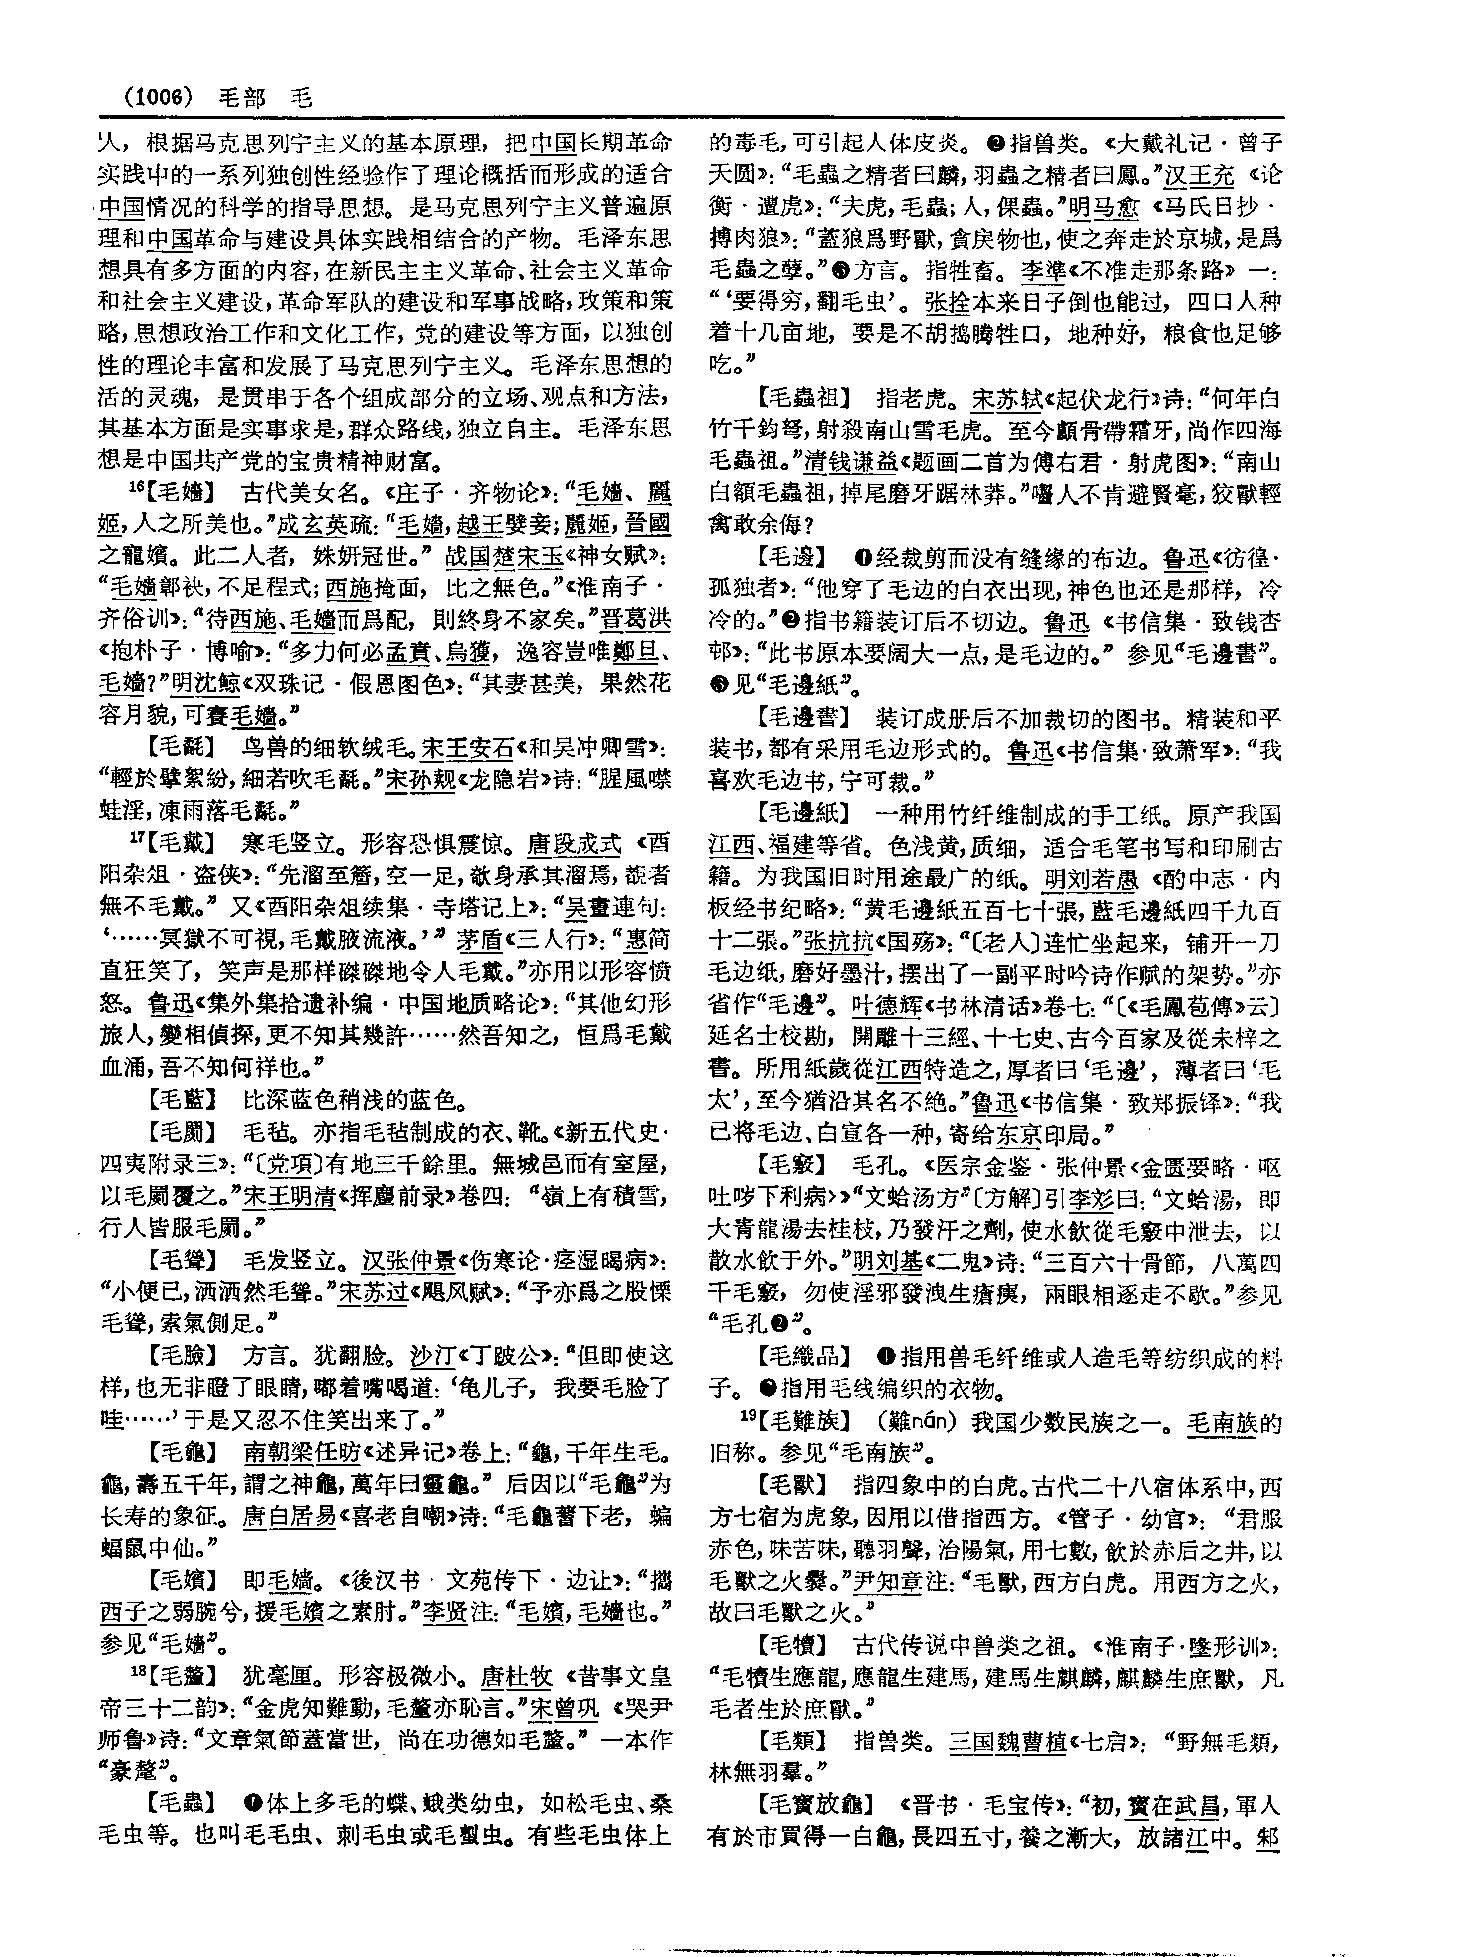 (1006) 毛部 毛
人，根据马克思列宁主义的基本原理，把中国长期革命
实践中的一系列独创性经验作了理论概括而形成的适合
中国情况的科学的指导思想。是马克思列宁主义普遍原
理和中国革命与建设具体实践相结合的产物。毛泽东思
想具有多方面的内容，在新民主主义革命、社会主义革命
和社会主义建设，革命军队的建设和军事战略，政策和策
略，思想政治工作和文化工作，党的建设等方面，以独创
性的理论丰富和发展了马克思列宁主义。毛泽东思想的
活的灵魂，是贯串于各个组成部分的立场、观点和方法，
其基本方面是实事求是，群众路线，独立自主。毛泽东思
想是中国共产党的宝贵精神财富。
16【毛嬙】 古代美女名。《庄子·齐物论》：“毛嬙、麗
姬，人之所美也。”成玄英疏：“毛嬙，越王嬖妾；麗姬，晉國
之寵嬪。此二人者，姝妍冠世。”战国楚宋玉《神女赋》：
“毛嬙鄣袂，不足程式；西施掩面，比之無色。”《淮南子·
齐俗训》：“待西施、毛嬙而爲配，則終身不家矣。”晋葛洪
《抱朴子·博喻》：“多力何必孟賁、烏獲，逸容豈唯鄭旦、
毛嬙？”明沈鲸《双珠记·假恩图色》：“其妻甚美，果然花
容月貌，可賽毛嬙。”
【毛毻】 鸟兽的细软绒毛。宋王安石《和吴冲卿雪》：
“輕於擘絮紛，細若吹毛毻。”宋孙觌《龙隐岩》诗：“腥風噤
蛙淫，凍雨落毛毻。”
17【毛戴】 寒毛竖立。形容恐惧震惊。唐段成式《酉
阳杂俎·盗侠》：“先溜至簷，空一足，欹身承其溜焉，覩者
無不毛戴。”又《酉阳杂俎续集·寺塔记上》：“吴畫連句：
‘……冥獄不可視，毛戴腋流液。’”茅盾《三人行》：“惠简
直狂笑了，笑声是那样磔磔地令人毛戴。”亦用以形容愤
怒。鲁迅《集外集拾遗补编·中国地质略论》：“其他幻形
旅人，變相偵探，更不知其幾許……然吾知之，恒爲毛戴
血涌，吾不知何祥也。”
【毛藍】 比深蓝色稍浅的蓝色。
【毛罽】 毛毡。亦指毛毡制成的衣、靴。《新五代史·
四夷附录三》：“〔党項〕有地三千餘里。無城邑而有室屋，
以毛罽覆之。”宋王明清《挥麈前录》卷四：“嶺上有積雪，
行人皆服毛罽。”
【毛聳】 毛发竖立。汉张仲景《伤寒论·痉湿暍病》：
“小便已，洒洒然毛聳。”宋苏过《飓风赋》：“予亦爲之股慄
毛聳，索氣側足。”
【毛臉】 方言。犹翻脸。沙汀《丁跛公》：“但即使这
样，也无非瞪了眼睛，嘟着嘴喝道：‘龟儿子，我要毛脸了
哇……’于是又忍不住笑出来了。”
【毛龜】 南朝梁任昉《述异记》卷上：“龜，千年生毛。
龜，壽五千年，謂之神龜，萬年曰靈龜。”后因以“毛龜”为
长寿的象征。唐白居易《喜老自嘲》诗：“毛龜蓍下老，蝙
蝠鼠中仙。”
【毛嬪】 即毛嫱。《後汉书·文苑传下·边让》：“攜
西子之弱腕兮，援毛嬪之素肘。”李贤注：“毛嬪，毛嬙也。”
参见“毛嬙”。
18【毛釐】 犹毫厘。形容极微小。唐杜牧《昔事文皇
帝三十二韵》：“金虎知難動，毛釐亦恥言。”宋曾巩《哭尹
师鲁》诗：“文章氣節蓋當世，尚在功德如毛釐。”一本作
“豪氂”。
【毛蟲】 ❶体上多毛的蝶、蛾类幼虫，如松毛虫、桑
毛虫等。也叫毛毛虫、刺毛虫或毛蜇虫。有些毛虫体上
的毒毛，可引起人体皮炎。❷指兽类。《大戴礼记·曾子
天圆》：“毛蟲之精者曰麟，羽蟲之精者曰鳳。”汉王充《论
衡·遭虎》：“夫虎，毛蟲；人，倮蟲。”明马愈《马氏日抄·
搏肉狼》：“蓋狼爲野獸，貪戾物也，使之奔走於京城，是爲
毛蟲之孽。”❸方言。指牲畜。李準《不准走那条路》一：
“‘要得穷，翻毛虫’。张拴本来日子倒也能过，四口人种
着十几亩地，要是不胡捣腾牲口，地种好，粮食也足够
吃。”
【毛蟲祖】 指老虎。宋苏轼《起伏龙行》诗：“何年白
竹千鈞弩，射殺南山雪毛虎。至今顱骨帶霜牙，尚作四海
毛蟲祖。”清钱谦益《题画二首为傅右君·射虎图》：“南山
白額毛蟲祖，掉尾磨牙踞林莽。”囓人不肯避賢毫，狡獸輕
禽敢余侮？
【毛邊】 ❶经裁剪而没有缝缘的布边。鲁迅《彷徨·
孤独者》：“他穿了毛边的白衣出现，神色也还是那样，冷
冷的。”❷指书籍装订后不切边。鲁迅《书信集·致钱杏
邨》：“此书原本要阔大一点，是毛边的。”参见“毛邊書”。
❸见“毛邊紙”。
【毛邊書】 装订成册后不加裁切的图书。精装和平
装书，都有采用毛边形式的。鲁迅《书信集·致萧军》：“我
喜欢毛边书，宁可裁。”
【毛邊紙】 一种用竹纤维制成的手工纸。原产我国
江西、福建等省。色浅黄，质细，适合毛笔书写和印刷古
籍。为我国旧时用途最广的纸。明刘若愚《酌中志·内
板经书纪略》：“黄毛邊紙五百七十張，藍毛邊紙四千九百
十二張。”张抗抗《国殇》：“〔老人〕连忙坐起来，铺开一刀
毛边纸，磨好墨汁，摆出了一副平时吟诗作赋的架势。”亦
省作“毛邊”。叶德辉《书林清话》卷七：“〔《毛鳳苞傳》云〕
延名士校勘，開雕十三經、十七史、古今百家及從未梓之
書。所用紙歲從江西特造之，厚者曰‘毛邊’，薄者曰‘毛
太’，至今猶沿其名不绝。”鲁迅《书信集·致郑振铎》：“我
已将毛边、白宣各一种，寄给东京印局。”
【毛竅】 毛孔。《医宗金鉴·张仲景〈金匮要略·呕
吐哕下利病〉》“文蛤汤方”〔方解〕引李彣曰：“文蛤湯，即
大青龍湯去桂枝，乃發汗之劑，使水飲從毛竅中泄去，以
散水飲于外。”明刘基《二鬼》诗：“三百六十骨節，八萬四
千毛竅，勿使淫邪發洩生瘡痍，兩眼相逐走不歇。”参见
“毛孔❷”。
【毛織品】 ❶指用兽毛纤维或人造毛等纺织成的料
子。❷指用毛线编织的衣物。
19【毛難族】 （難nán）我国少数民族之一。毛南族的
旧称。参见“毛南族”。
【毛獸】 指四象中的白虎。古代二十八宿体系中，西
方七宿为虎象，因用以借指西方。《管子·幼官》：“君服
赤色，味苦味，聽羽聲，治陽氣，用七數，飲於赤后之井，以
毛獸之火爨。”尹知章注：“毛獸，西方白虎。用西方之火，
故曰毛獸之火。”
【毛犢】 古代传说中兽类之祖。《淮南子·墬形训》：
“毛犢生應龍，應龍生建馬，建馬生麒麟，麒麟生庶獸，凡
毛者生於庶獸。”
【毛類】 指兽类。三国魏曹植《七启》：“野無毛類，
林無羽羣。”
【毛寶放龜】 《晋书·毛宝传》：“初，寶在武昌，軍人
有於市買得一白龜，長四五寸，養之漸大，放諸江中。邾